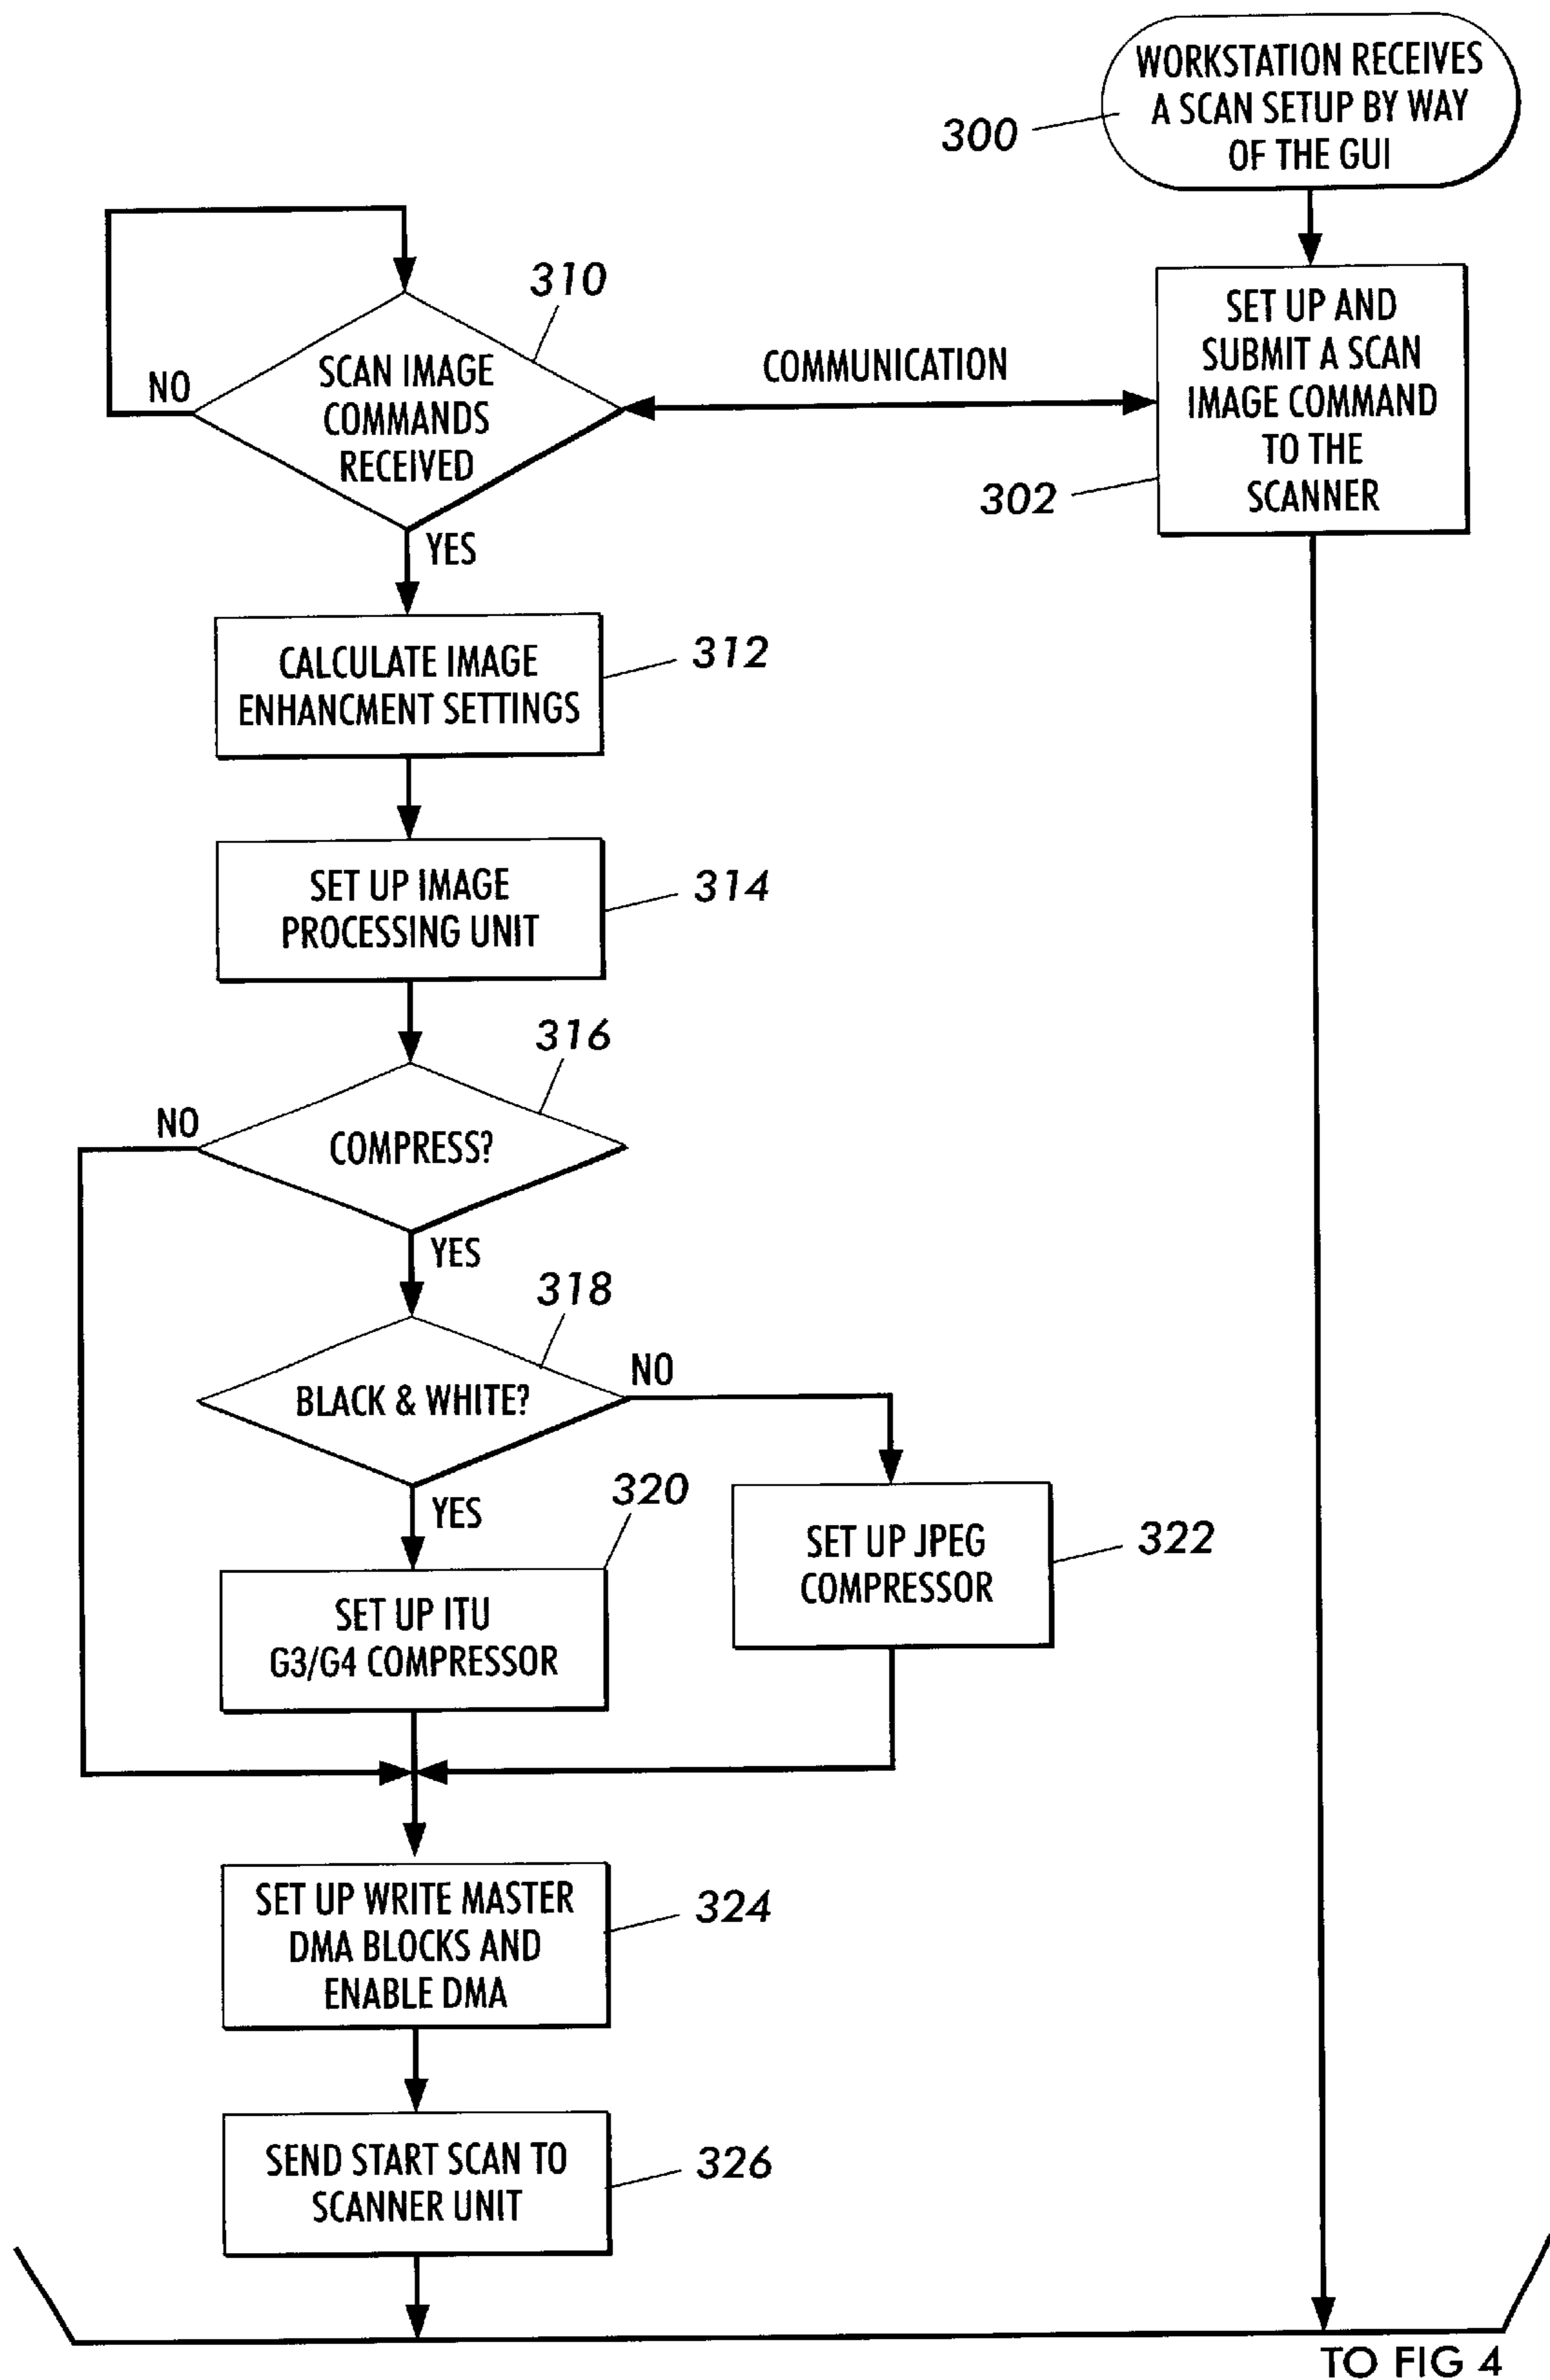 WORKSTATION RECEIVES
A SCAN SETUP BY WAY
OF THE GUI
300
SET UP AND
SUBMIT A SCAN
IMAGE COMMAND
TO THE
SCANNER
302
COMMUNICATION
310
SCAN IMAGE
COMMANDS
RECEIVED
NO
YES
CALCULATE IMAGE
ENHANCMENT SETTINGS
312
SET UP IMAGE
PROCESSING UNIT
314
316
COMPRESS?
NO
YES
318
BLACK & WHITE?
NO
YES
320
SET UP ITU
G3/G4 COMPRESSOR
SET UP JPEG
COMPRESSOR
322
SET UP WRITE MASTER
DMA BLOCKS AND
ENABLE DMA
324
SEND START SCAN TO
SCANNER UNIT
326
TO FIG 4